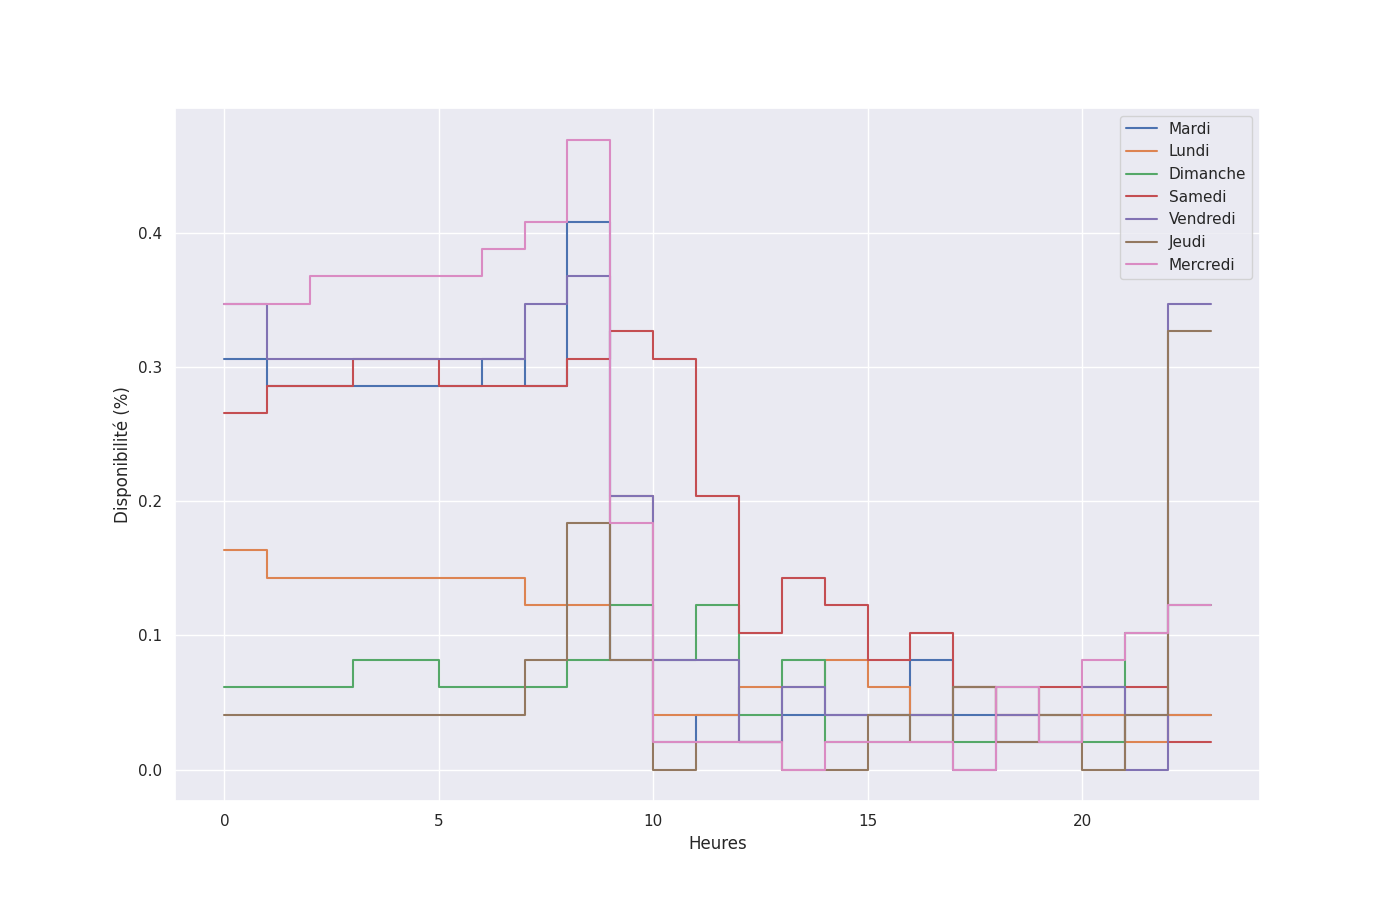 Mardi
Lundi
Dimanche
Samedi
Vendredi
Jeudi
Mercredi
0.4
0.3
0.2
0.1
0.0
Disponibilité (%)
0 5 10 15 20
Heures